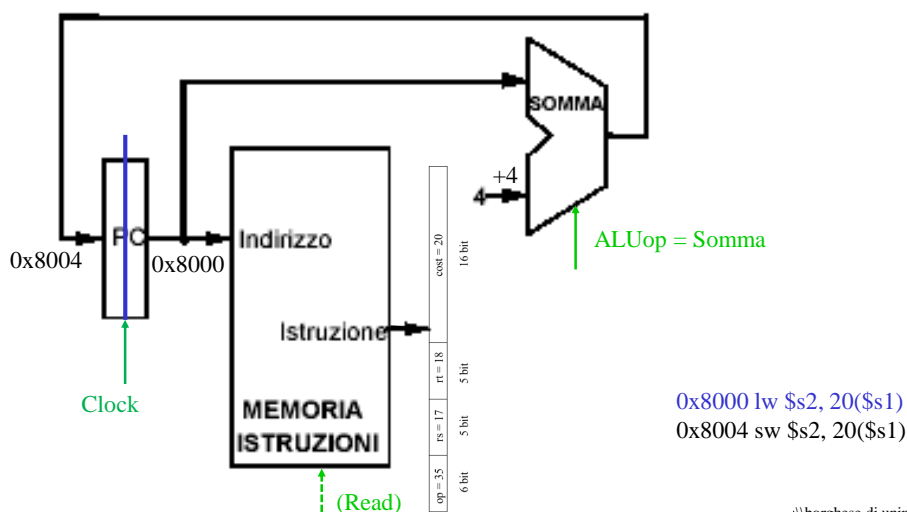 SOMMA
+4
4
PC
Indirizzo
0x8004
0x8000
ALUop = Somma
cost = 20
16 bit
Istruzione
rt = 18
5 bit
Clock
0x8000 lw $s2, 20($s1)
MEMORIA
ISTRUZIONI
rs = 17
5 bit
0x8004 sw $s2, 20($s1)
op = 35
6 bit
(Read)